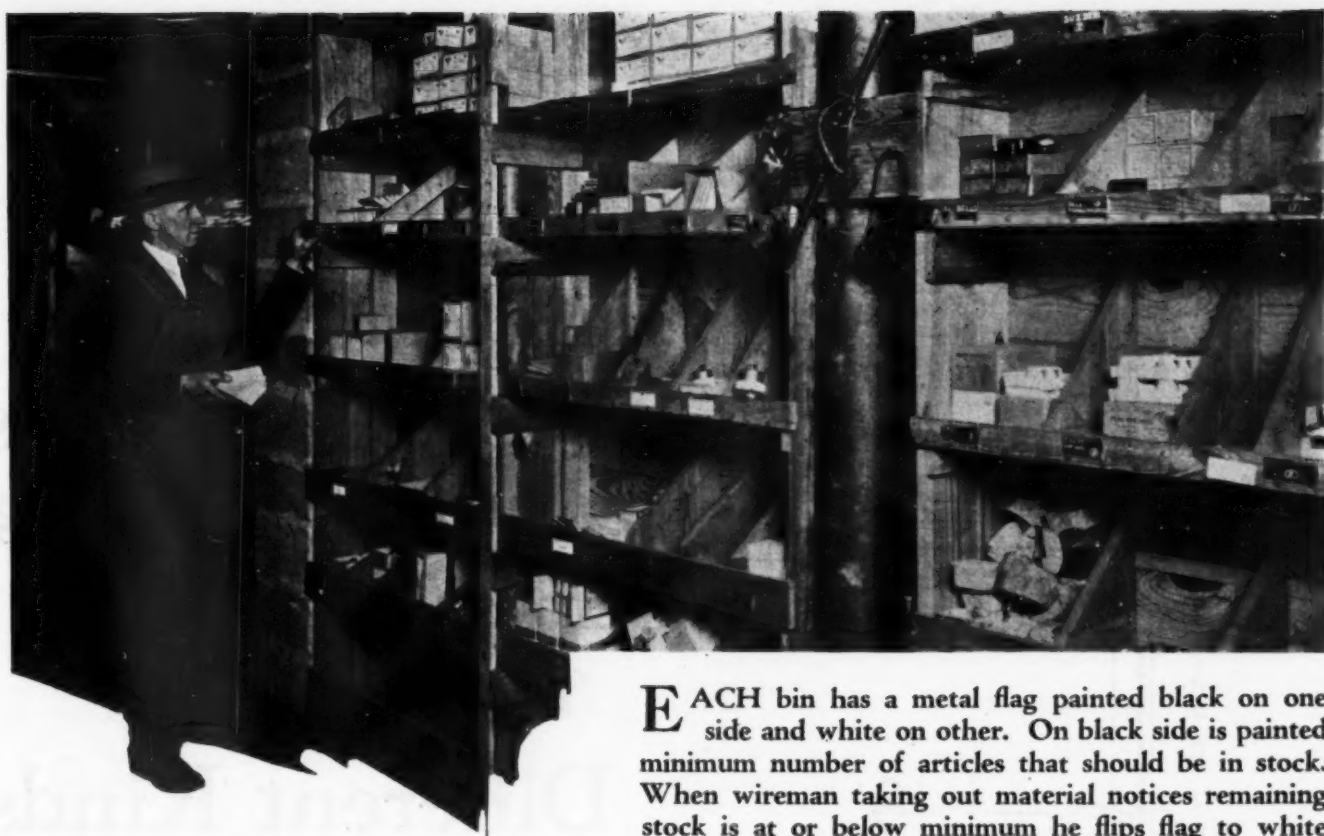 EACH bin has a metal flag painted black on one
side and white on other. On black side is painted
minimum number of articles that should be in stock.
When wireman taking out material notices remaining
stock is at or below minimum he flips flag to white